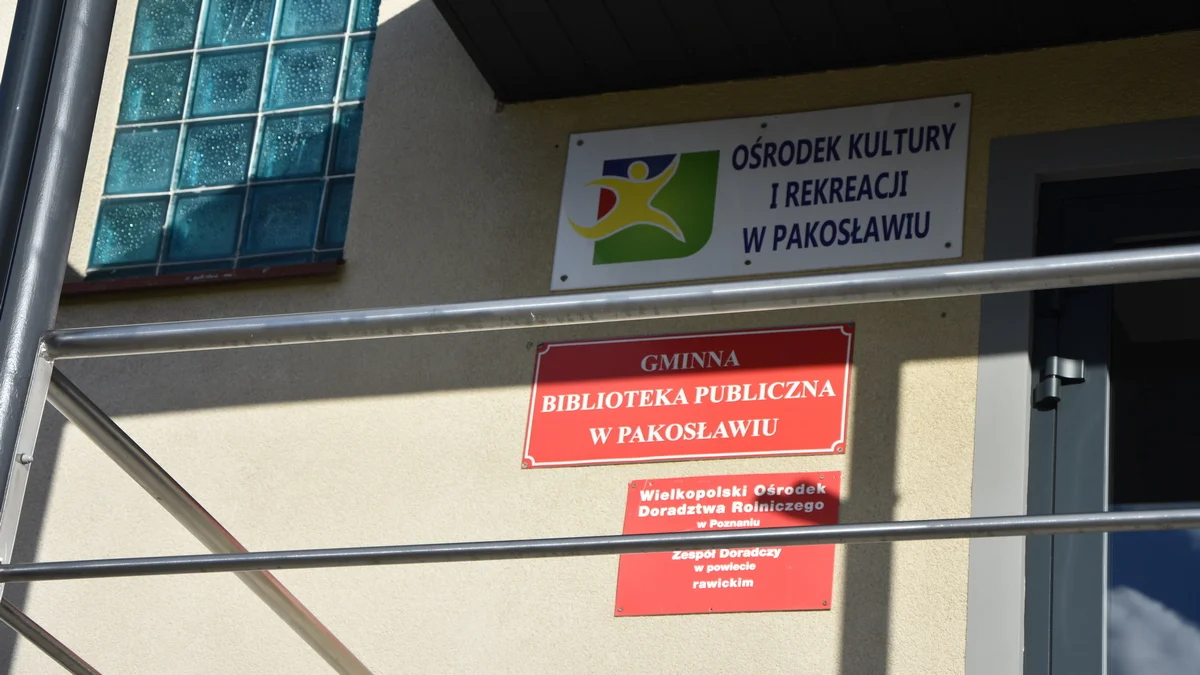 OŚRODEK KULTURY
I REKREACJI
W PAKOSŁAWIU
GMINNA
BIBLIOTEKA PUBLICZNA
W PAKOSŁAWIU
Wielkopolski Ośrodek
Doradztwa Rolniczego
w Poznaniu
Zespół Doradczy
w powiecie
rawickim